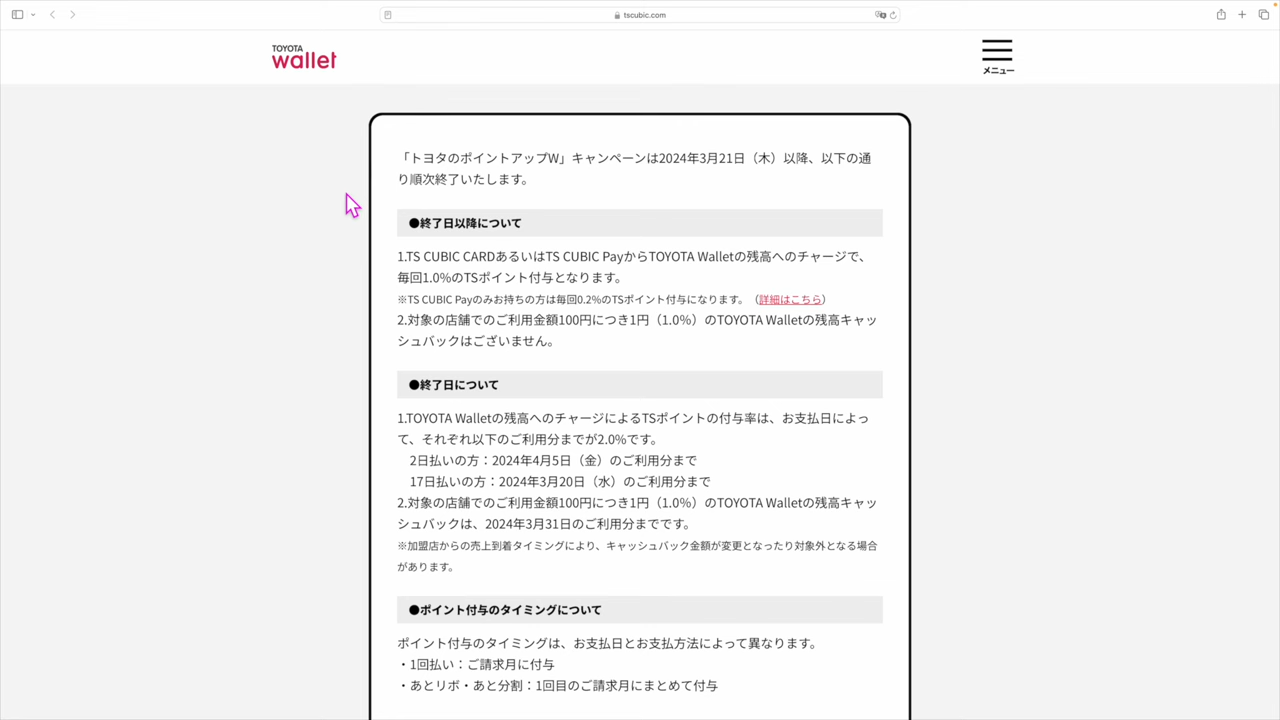 tscubic.com
TOYOTA
wallet
メニュー
「トヨタのポイントアップW」キャンペーンは2024年3月21日（木）以降、以下の通
り順次終了いたします。
●終了日以降について
1.TS CUBIC CARDあるいはTS CUBIC PayからTOYOTA Walletの残高へのチャージで、
毎回1.0%のTSポイント付与となります。
※TS CUBIC Payのみお持ちの方は毎回0.2%のTSポイント付与になります。（詳細はこちら）
2.対象の店舗でのご利用金額100円につき1円（1.0%）のTOYOTA Walletの残高キャッ
シュバックはございません。
●終了日について
1.TOYOTA Walletの残高へのチャージによるTSポイントの付与率は、お支払日によっ
て、それぞれ以下のご利用分までが2.0%です。
2日払いの方：2024年4月5日（金）のご利用分まで
17日払いの方：2024年3月20日（水）のご利用分まで
2.対象の店舗でのご利用金額100円につき1円（1.0%）のTOYOTA Walletの残高キャッ
シュバックは、2024年3月31日のご利用分までです。
※加盟店からの売上到着タイミングにより、キャッシュバック金額が変更となったり対象外となる場合
があります。
●ポイント付与のタイミングについて
ポイント付与のタイミングは、お支払日とお支払方法によって異なります。
・1回払い：ご請求月に付与
・あとリボ・あと分割：1回目のご請求月にまとめて付与